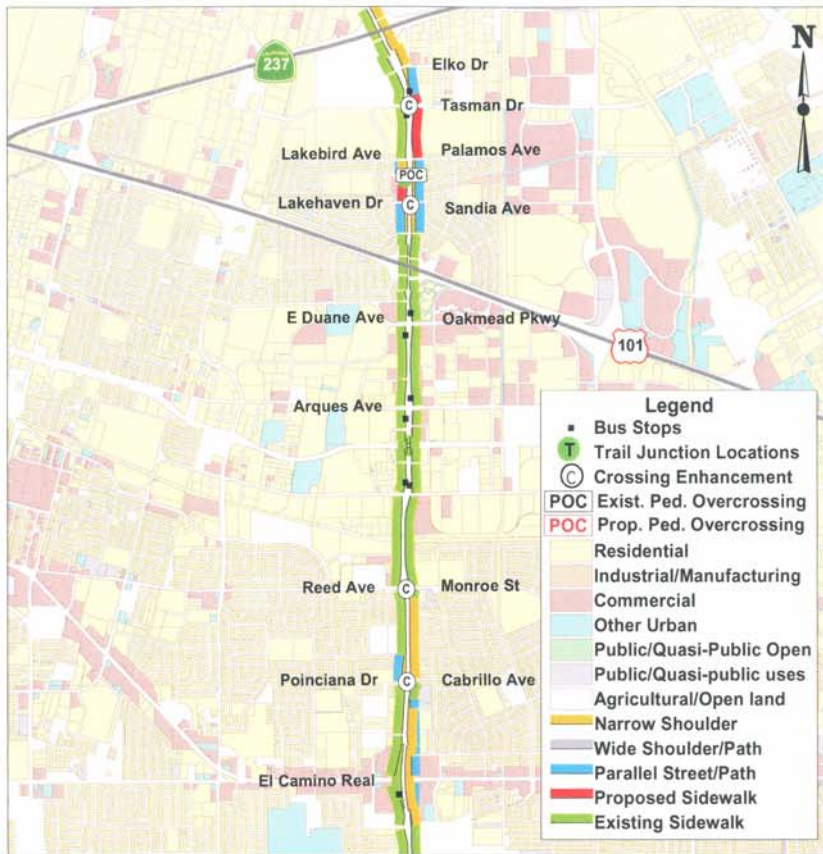 N
237
Elko Dr
C
Tasman Dr
Lakebird Ave
Palamos Ave
POC
Lakehaven Dr
C
Sandia Ave
E Duane Ave
Oakmead Pkwy
101
Arques Ave
Reed Ave
C
Monroe St
Poinciana Dr
C
Cabrillo Ave
El Camino Real
Legend
Bus Stops
T Trail Junction Locations
C Crossing Enhancement
POC Exist. Ped. Overcrossing
POC Prop. Ped. Overcrossing
Residential
Industrial/Manufacturing
Commercial
Other Urban
Public/Quasi-Public Open
Public/Quasi-public uses
Agricultural/Open land
Narrow Shoulder
Wide Shoulder/Path
Parallel Street/Path
Proposed Sidewalk
Existing Sidewalk